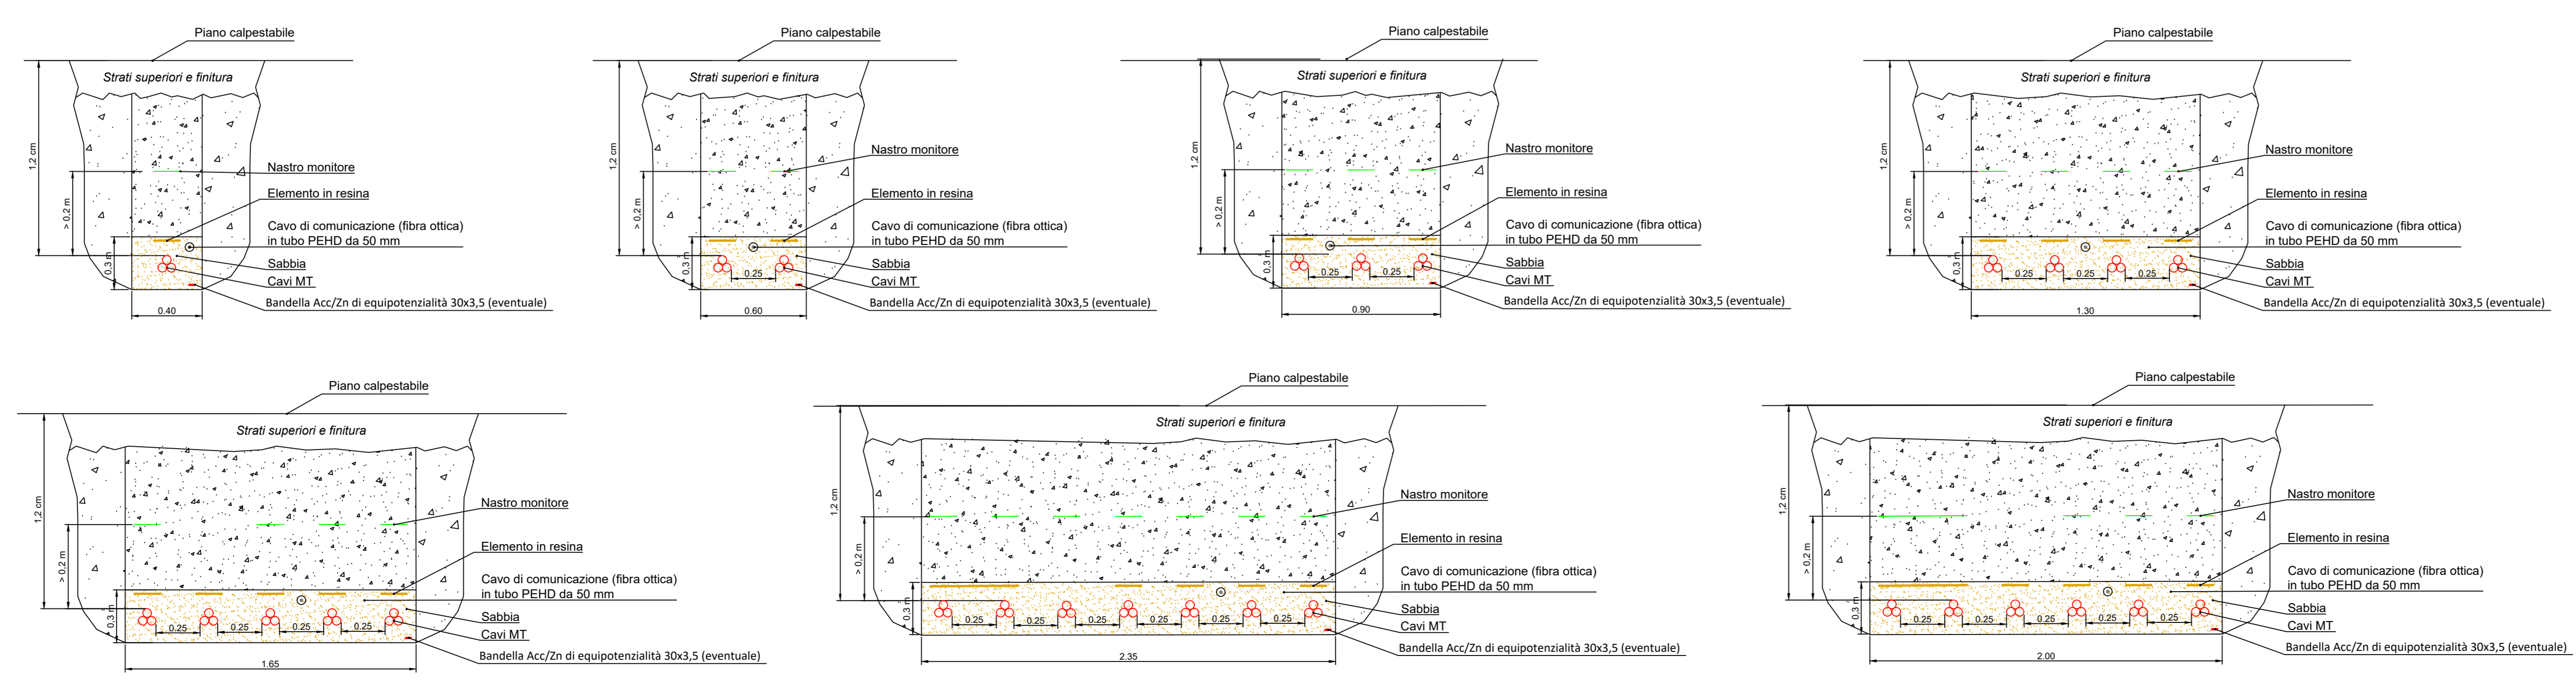 Piano calpestabile
Strati superiori e finitura
1,2 cm
> 0,2 m
0,3 m
Nastro monitore
Elemento in resina
Cavo di comunicazione (fibra ottica)
in tubo PEHD da 50 mm
Sabbia
Cavi MT
Bandella Acc/Zn di equipotenzialità 30x3,5 (eventuale)
0.40
Piano calpestabile
Strati superiori e finitura
1,2 cm
> 0,2 m
0,3 m
Nastro monitore
Elemento in resina
Cavo di comunicazione (fibra ottica)
in tubo PEHD da 50 mm
Sabbia
0.25
Cavi MT
Bandella Acc/Zn di equipotenzialità 30x3,5 (eventuale)
0.60
Piano calpestabile
Strati superiori e finitura
1,2 cm
> 0,2 m
0,3 m
Nastro monitore
Elemento in resina
Cavo di comunicazione (fibra ottica)
in tubo PEHD da 50 mm
Sabbia
0.25 0.25
Cavi MT
Bandella Acc/Zn di equipotenzialità 30x3,5 (eventuale)
0.90
Piano calpestabile
Strati superiori e finitura
1,2 cm
> 0,2 m
0,3 m
Nastro monitore
Elemento in resina
Cavo di comunicazione (fibra ottica)
in tubo PEHD da 50 mm
Sabbia
0.25 0.25 0.25
Cavi MT
Bandella Acc/Zn di equipotenzialità 30x3,5 (eventuale)
1.30
Piano calpestabile
Strati superiori e finitura
1,2 cm
> 0,2 m
0,3 m
Nastro monitore
Elemento in resina
Cavo di comunicazione (fibra ottica)
in tubo PEHD da 50 mm
Sabbia
0.25 0.25 0.25 0.25
Cavi MT
Bandella Acc/Zn di equipotenzialità 30x3,5 (eventuale)
1.65
Piano calpestabile
Strati superiori e finitura
1,2 cm
> 0,2 m
0,3 m
Nastro monitore
Elemento in resina
Cavo di comunicazione (fibra ottica)
in tubo PEHD da 50 mm
Sabbia
0.25 0.25 0.25 0.25 0.25 0.25
Cavi MT
Bandella Acc/Zn di equipotenzialità 30x3,5 (eventuale)
2.35
Piano calpestabile
Strati superiori e finitura
1,2 cm
> 0,2 m
0,3 m
Nastro monitore
Elemento in resina
Cavo di comunicazione (fibra ottica)
in tubo PEHD da 50 mm
Sabbia
0.25 0.25 0.25 0.25 0.25
Cavi MT
Bandella Acc/Zn di equipotenzialità 30x3,5 (eventuale)
2.00